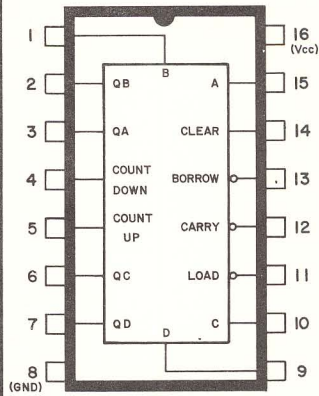 1 16
(Vcc)
B
2 QB A 15
3 QA CLEAR 14
4 COUNT DOWN BORROW 13
5 COUNT UP CARRY 12
6 QC LOAD 11
7 QD C 10
D
8 9
(GND)